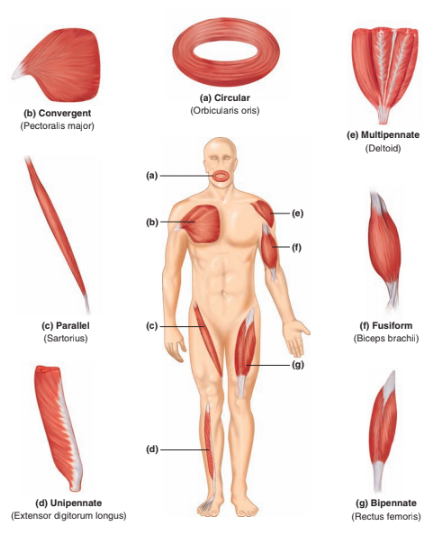 (a) Circular
(Orbicularis oris)
(b) Convergent
(Pectoralis major)
(e) Multipennate
(Deltoid)
(a)
(b)
(e)
(f)
(c) Parallel
(Sartorius)
(c)
(f) Fusiform
(Biceps brachii)
(g)
(d)
(d) Unipennate
(Extensor digitorum longus)
(g) Bipennate
(Rectus femoris)